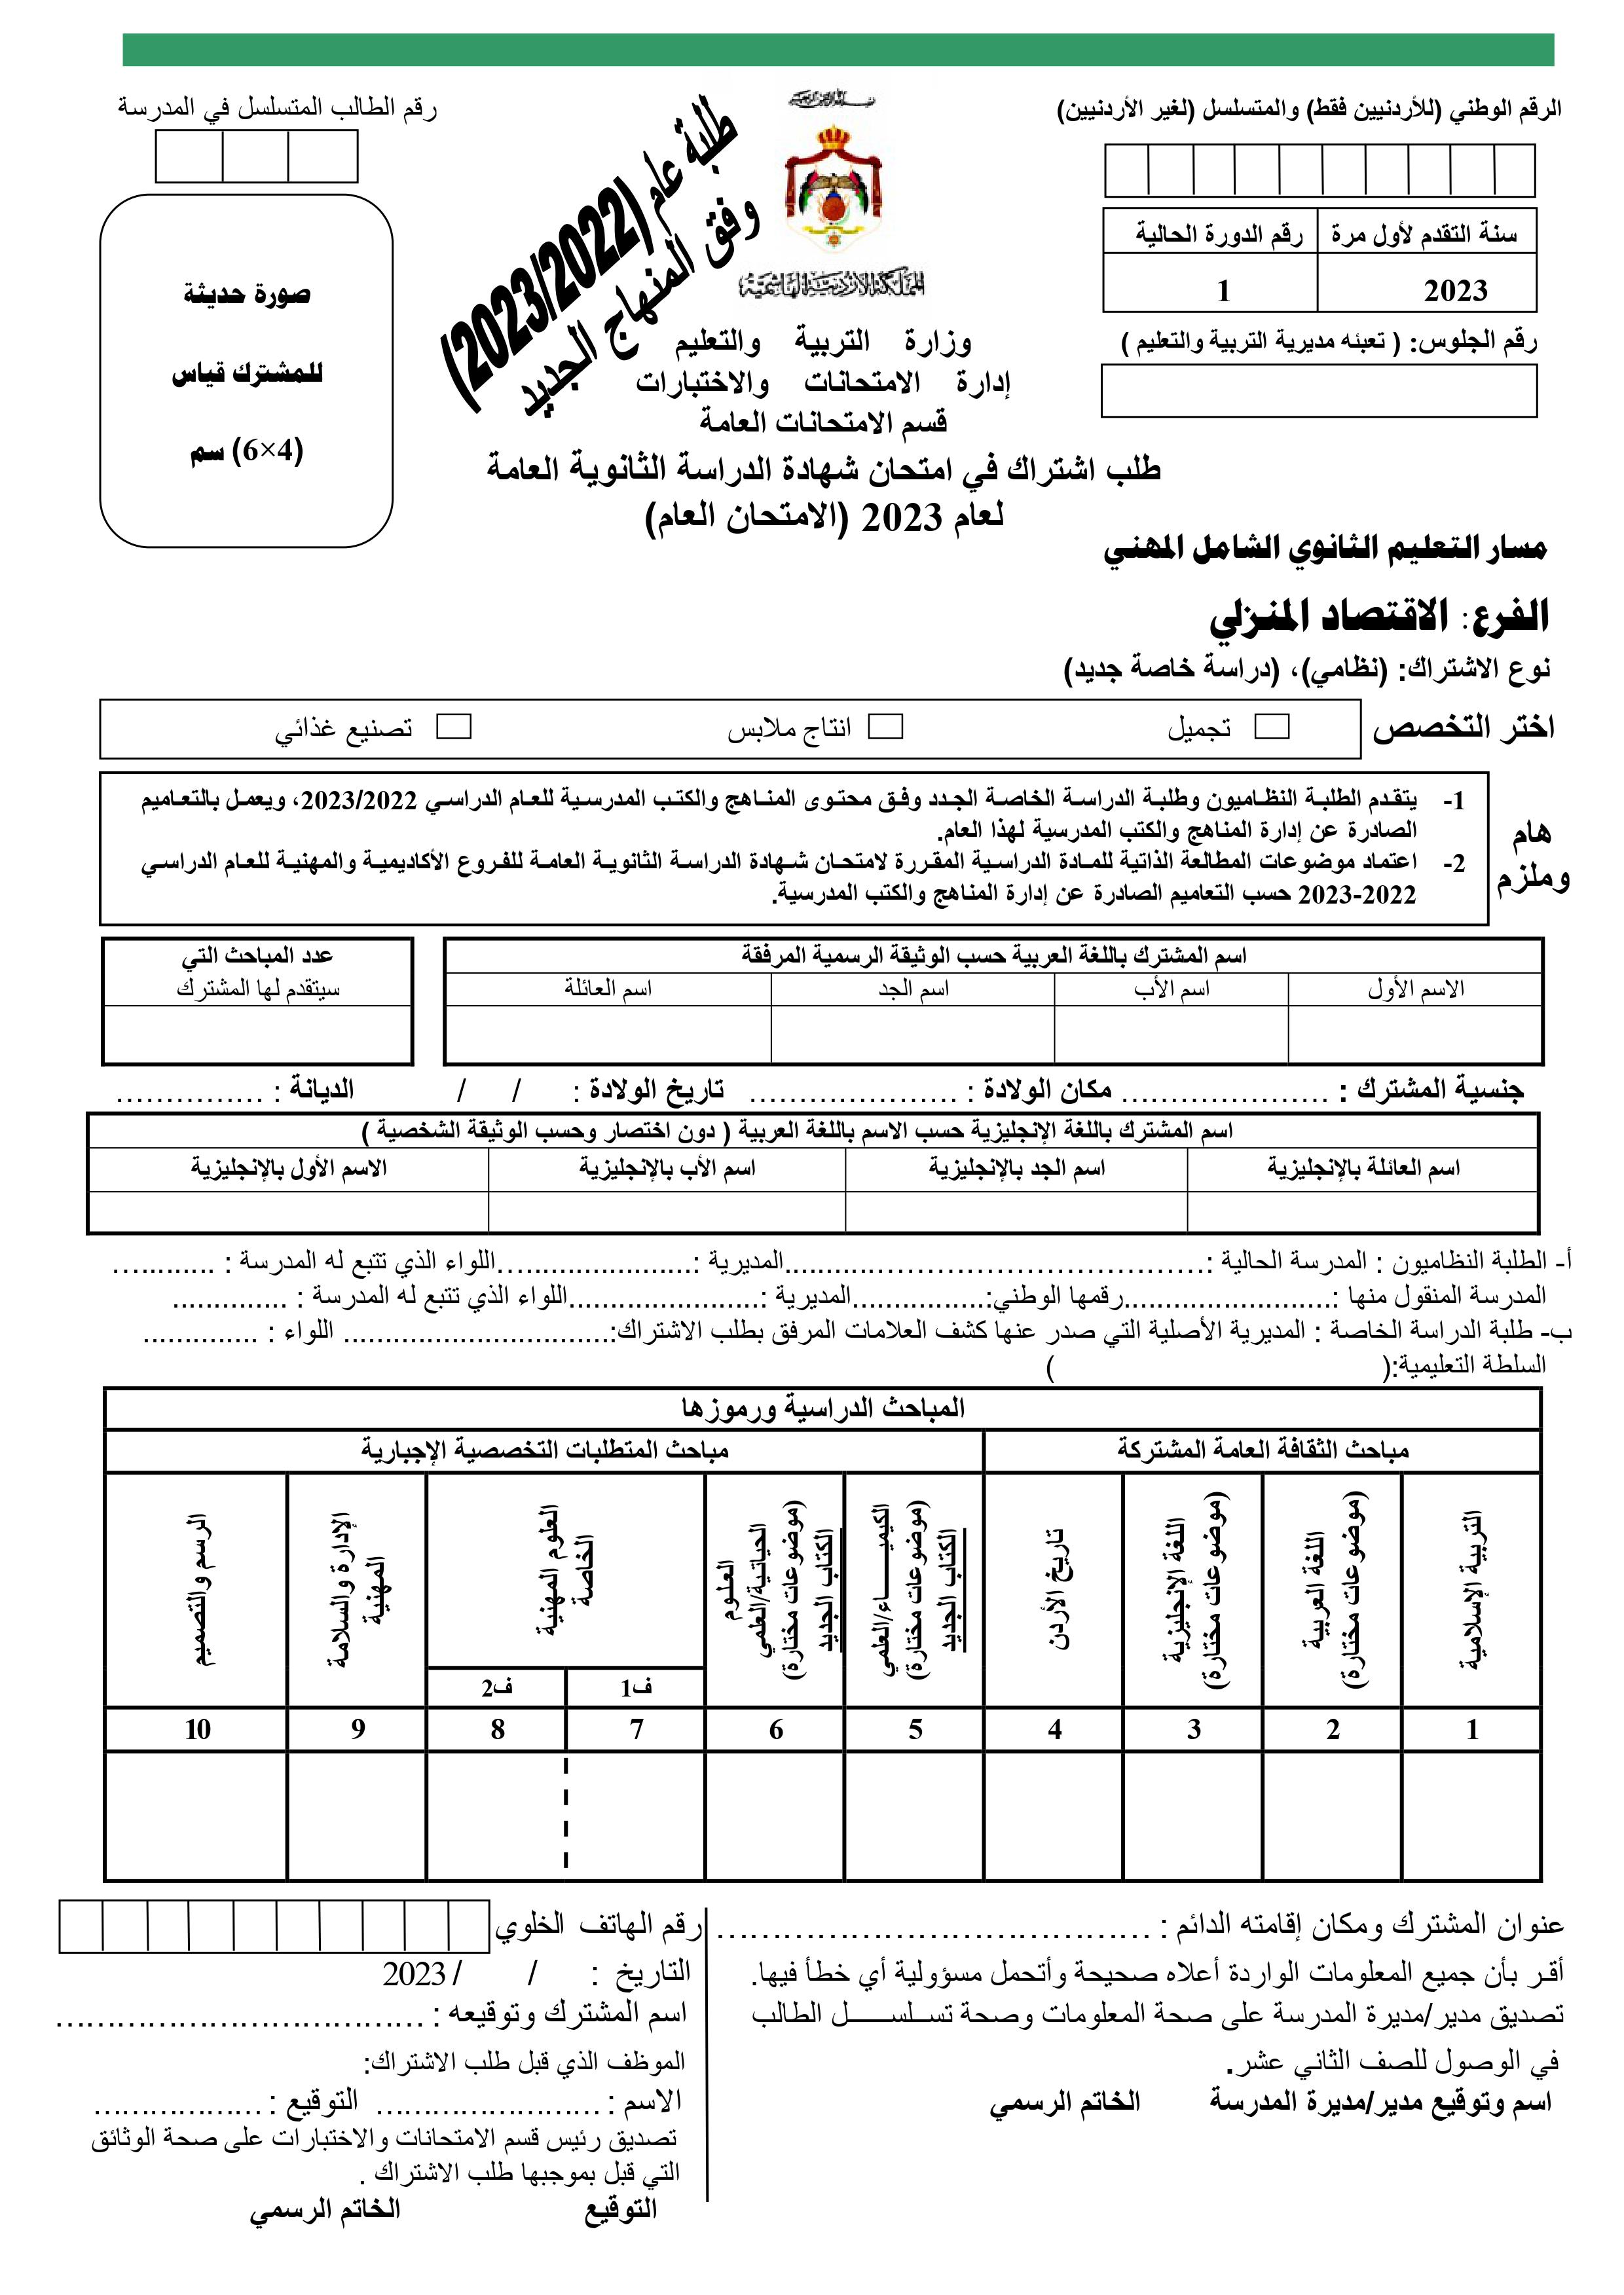 الرقم الوطني (للأردنيين فقط) والمتسلسل (لغير الأردنيين)
رقم الطالب المتسلسل في المدرسة
طلبة عام (2023/2022)
وفق المنهاج الجديد
المملكة الأردنية الهاشمية
سنة التقدم لأول مرة
رقم الدورة الحالية
2023
1
رقم الجلوس: ( تعبئه مديرية التربية والتعليم )
صورة حديثة
للمشترك قياس
(4×6) سم
وزارة التربية والتعليم
إدارة الامتحانات والاختبارات
قسم الامتحانات العامة
طلب اشتراك في امتحان شهادة الدراسة الثانوية العامة
لعام 2023 (الامتحان العام)
مسار التعليم الثانوي الشامل المهني
الفرع: الاقتصاد المنزلي
نوع الاشتراك: (نظامي)، (دراسة خاصة جديد)
اختر التخصص
تجميل
انتاج ملابس
تصنيع غذائي
هام
وملزم
1- يتقدم الطلبة النظاميون وطلبة الدراسة الخاصة الجدد وفق محتوى المناهج والكتب المدرسية للعام الدراسي 2023/2022، ويعمل بالتعاميم
الصادرة عن إدارة المناهج والكتب المدرسية لهذا العام.
2- اعتماد موضوعات المطالعة الذاتية للمادة الدراسية المقررة لامتحان شهادة الدراسة الثانوية العامة للفروع الأكاديمية والمهنية للعام الدراسي
2022-2023 حسب التعاميم الصادرة عن إدارة المناهج والكتب المدرسية.
اسم المشترك باللغة العربية حسب الوثيقة الرسمية المرفقة
الاسم الأول
اسم الأب
اسم الجد
اسم العائلة
عدد المباحث التي
سيتقدم لها المشترك
جنسية المشترك : ..................... مكان الولادة : ..................... تاريخ الولادة : / / الديانة : ...............
اسم المشترك باللغة الإنجليزية حسب الاسم باللغة العربية ( دون اختصار وحسب الوثيقة الشخصية )
اسم العائلة بالإنجليزية
اسم الجد بالإنجليزية
اسم الأب بالإنجليزية
الاسم الأول بالإنجليزية
أ- الطلبة النظاميون : المدرسة الحالية :............................................المديرية :......................اللواء الذي تتبع له المدرسة : ............
المدرسة المنقول منها :.........................رقمها الوطني:................المديرية :.......................اللواء الذي تتبع له المدرسة : .............
ب- طلبة الدراسة الخاصة : المديرية الأصلية التي صدر عنها كشف العلامات المرفق بطلب الاشتراك:............................... اللواء : .............
السلطة التعليمية:( )
المباحث الدراسية ورموزها
مباحث الثقافة العامة المشتركة
مباحث المتطلبات التخصصية الإجبارية
التربية الإسلامية
اللغة العربية
(موضوعات مختارة)
اللغة الإنجليزية
(موضوعات مختارة)
تاريخ الأردن
الكيميـــــاء/العلمي
(موضوعات مختارة)
الكتاب الجديد
العلوم
الحياتية/العلمي
(موضوعات مختارة)
الكتاب الجديد
العلوم المهنية
الخاصة
ف1
ف2
الإدارة والسلامة
المهنية
الرسم والتصميم
1
2
3
4
5
6
7
8
9
10
عنوان المشترك ومكان إقامته الدائم : ........................................
أقر بأن جميع المعلومات الواردة أعلاه صحيحة وأتحمل مسؤولية أي خطأ فيها.
تصديق مدير/مديرة المدرسة على صحة المعلومات وصحة تسلســـــل الطالب
في الوصول للصف الثاني عشر.
اسم وتوقيع مدير/مديرة المدرسة
الخاتم الرسمي
رقم الهاتف الخلوي
التاريخ : / / 2023
اسم المشترك وتوقيعه : ..................................
الموظف الذي قبل طلب الاشتراك:
الاسم : ...................... التوقيع : ................
تصديق رئيس قسم الامتحانات والاختبارات على صحة الوثائق
التي قبل بموجبها طلب الاشتراك .
التوقيع
الخاتم الرسمي